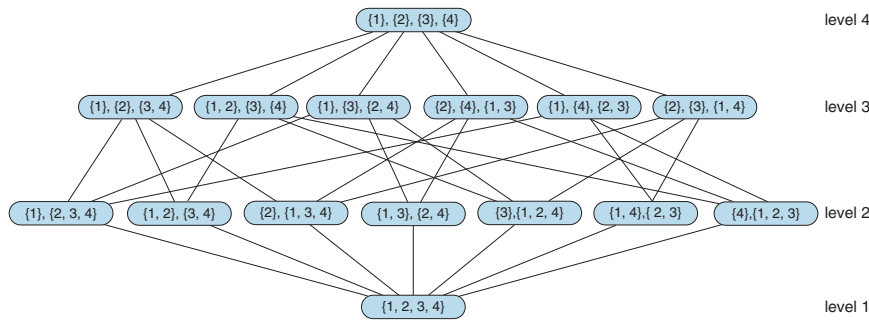 {1}, {2}, {3}, {4} level 4
{1}, {2}, {3, 4} {1, 2}, {3}, {4} {1}, {3}, {2, 4} {2}, {4}, {1, 3} {1}, {4}, {2, 3} {2}, {3}, {1, 4} level 3
{1}, {2, 3, 4} {1, 2}, {3, 4} {2}, {1, 3, 4} {1, 3}, {2, 4} {3},{1, 2, 4} {1, 4},{ 2, 3} {4},{1, 2, 3} level 2
{1, 2, 3, 4} level 1